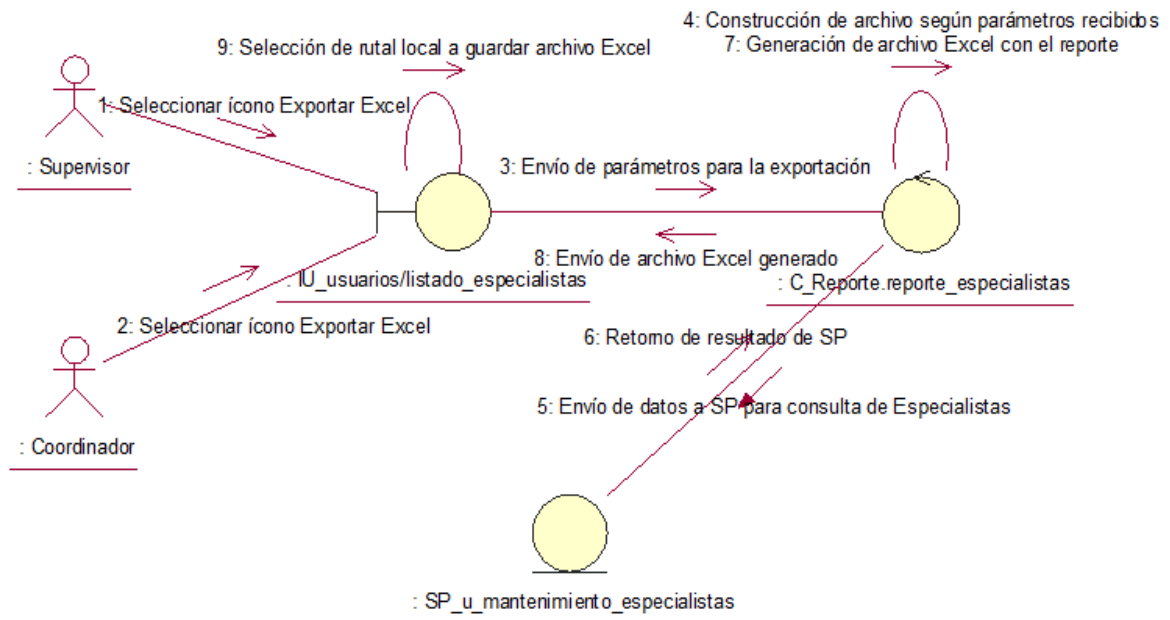 4: Construcción de archivo según parámetros recibidos
7: Generación de archivo Excel con el reporte
9: Selección de rutal local a guardar archivo Excel
1: Seleccionar ícono Exportar Excel
: Supervisor
3: Envío de parámetros para la exportación
8: Envío de archivo Excel generado
: IU_usuarios/listado_especialistas
: C_Reporte.reporte_especialistas
2: Seleccionar ícono Exportar Excel
6: Retorno de resultado de SP
5: Envío de datos a SP para consulta de Especialistas
: Coordinador
: SP_u_mantenimiento_especialistas